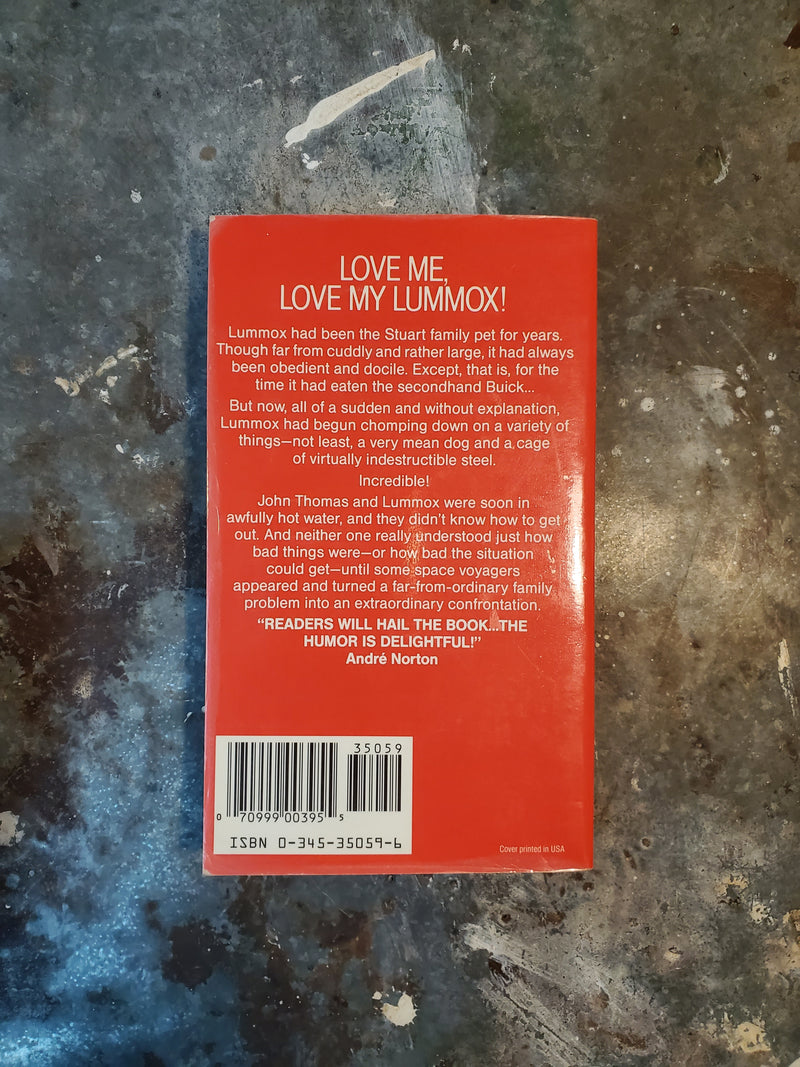 LOVE ME,
LOVE MY LUMMOX!
Lummox had been the Stuart family pet for years.
Though far from cuddly and rather large, it had always
been obedient and docile. Except, that is, for the
time it had eaten the secondhand Buick...
But now, all of a sudden and without explanation,
Lummox had begun chomping down on a variety of
things—not least, a very mean dog and a cage
of virtually indestructible steel.
Incredible!
John Thomas and Lummox were soon in
awfully hot water, and they didn't know how to get
out. And neither one really understood just how
bad things were—or how bad the situation
could get—until some space voyagers
appeared and turned a far-from-ordinary family
problem into an extraordinary confrontation.
"READERS WILL HAIL THE BOOK...THE
HUMOR IS DELIGHTFUL!"
André Norton
35059
0 70999 00395 5
ISBN 0-345-35059-6
Cover printed in USA